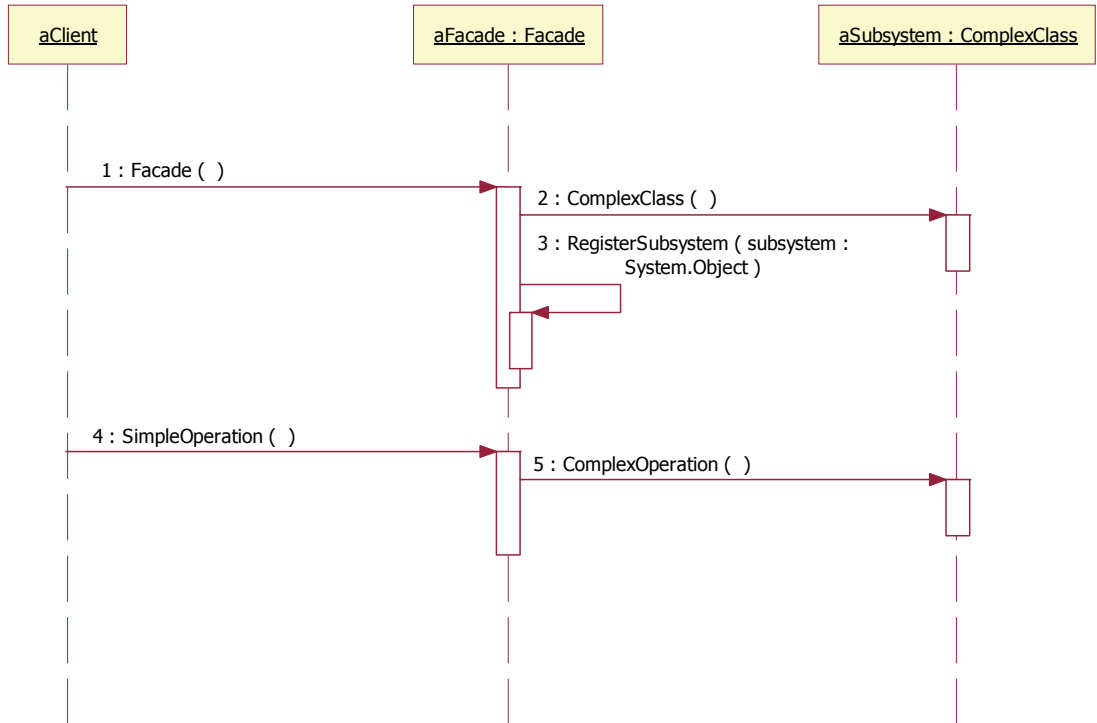 aClient
aFacade : Facade
aSubsystem : ComplexClass
1 : Facade (  )
2 : ComplexClass (  )
3 : RegisterSubsystem ( subsystem :
System.Object )
4 : SimpleOperation (  )
5 : ComplexOperation (  )